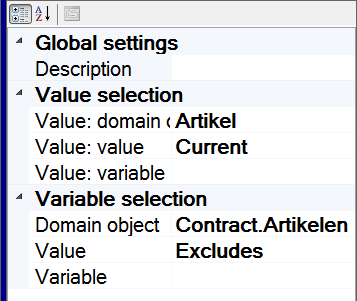 Global settings
Description
Value selection
Value: domain Artikel
Value: value Current
Value: variable
Variable selection
Domain object Contract.Artikelen
Value Excludes
Variable